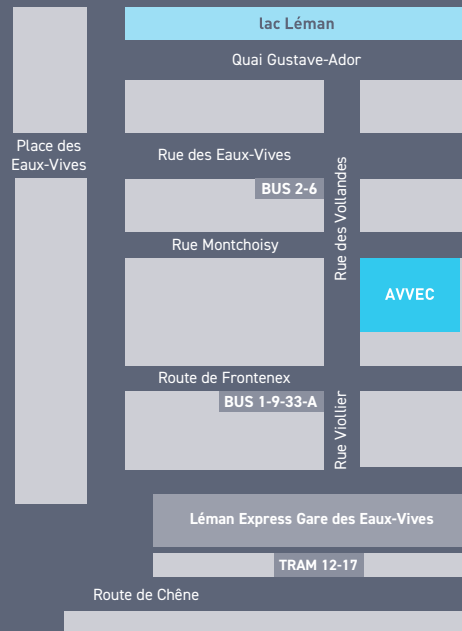 lac Léman
Quai Gustave-Ador
Place des
Eaux-Vives
Rue des Eaux-Vives
BUS 2-6
Rue des Vollandes
Rue Montchoisy
AVVEC
Route de Frontenex
BUS 1-9-33-A
Rue Viollier
Léman Express Gare des Eaux-Vives
TRAM 12-17
Route de Chêne